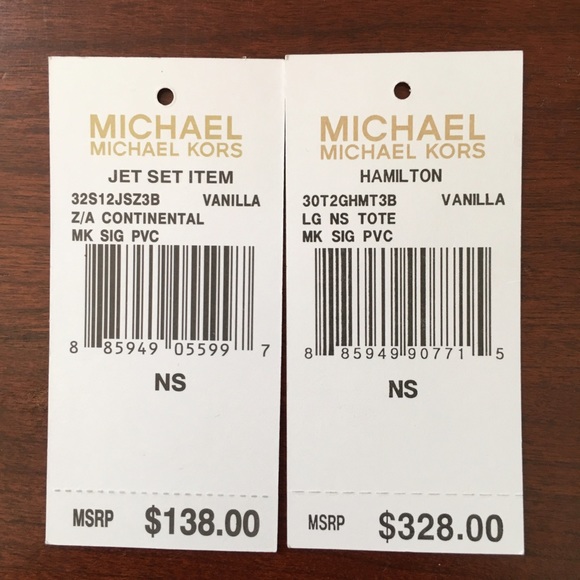 MICHAEL
MICHAEL KORS
JET SET ITEM
32S12JSZ3B VANILLA
Z/A CONTINENTAL
MK SIG PVC
8 85949 05599 7
NS
MSRP $138.00
MICHAEL
MICHAEL KORS
HAMILTON
30T2GHMT3B VANILLA
LG NS TOTE
MK SIG PVC
8 85949 90771 5
NS
MSRP $328.00